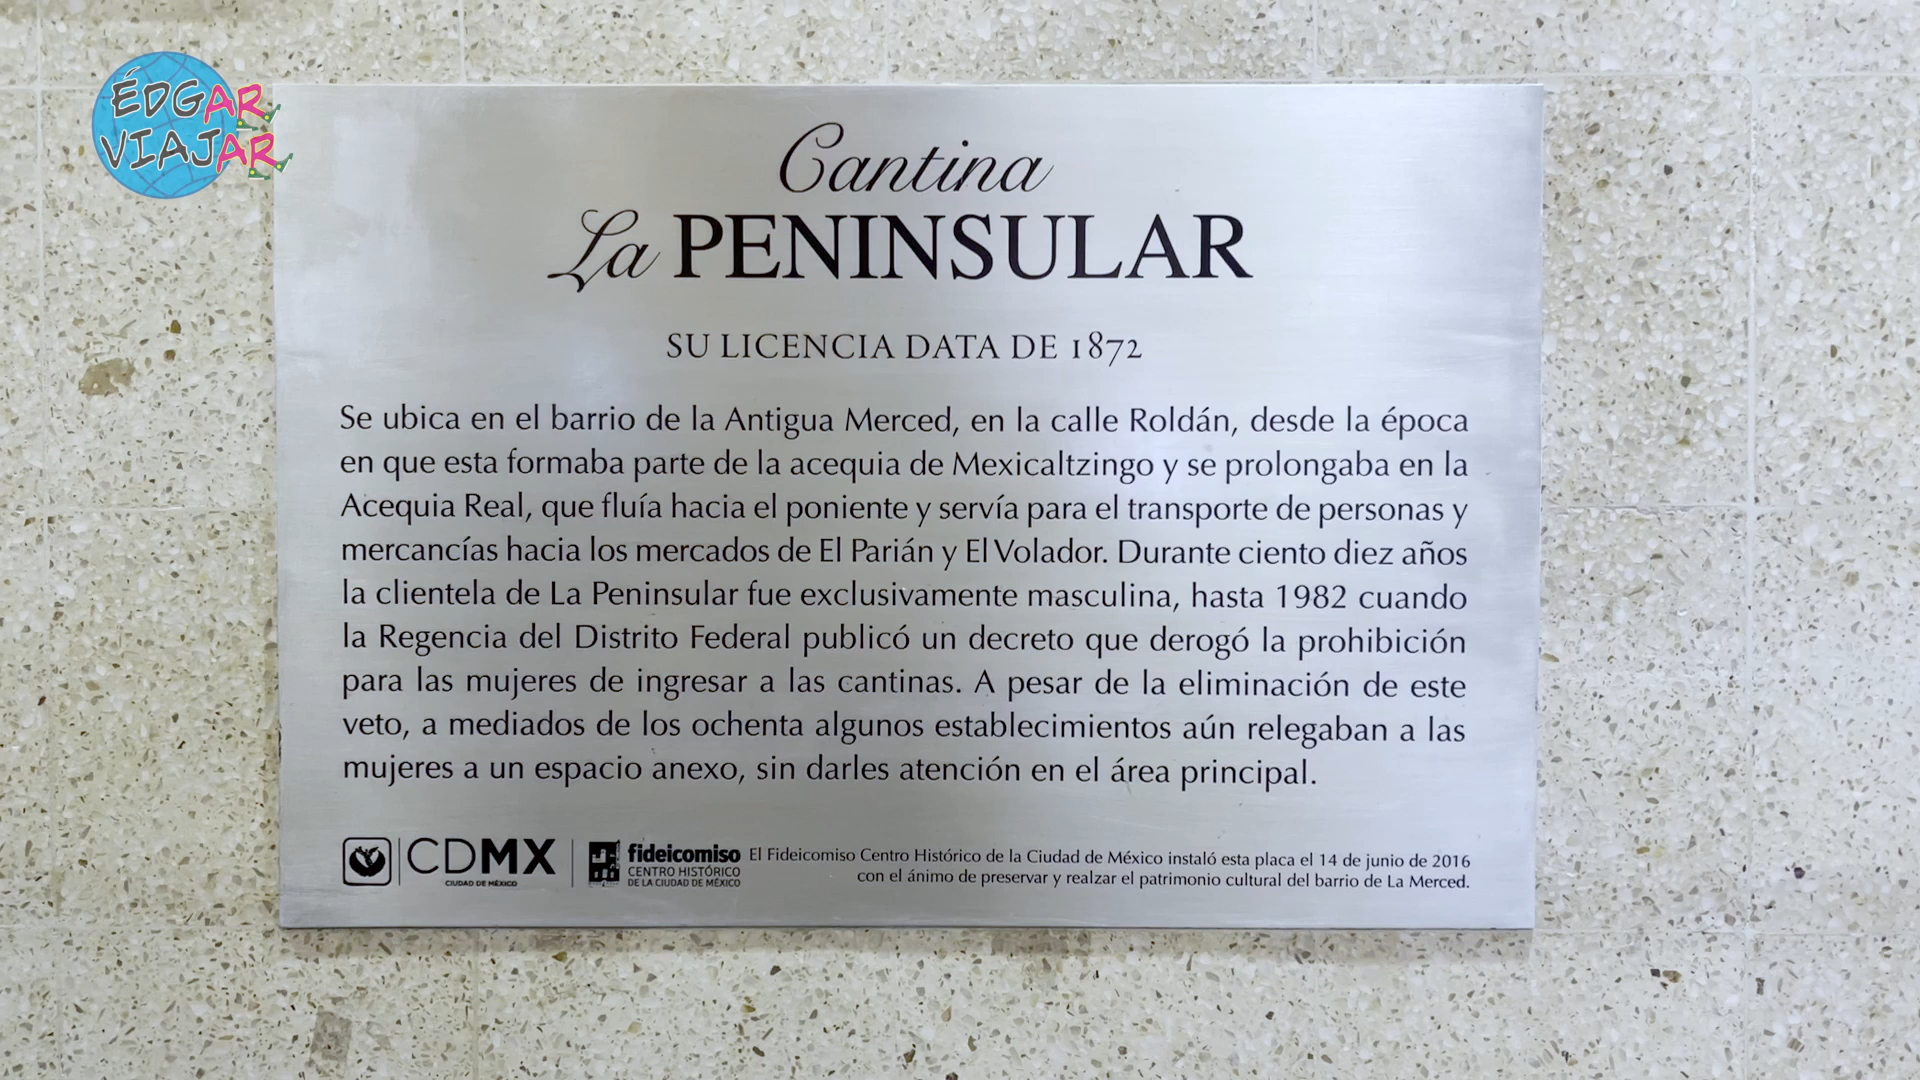 ÉDGAR
VIAJAR
Cantina
La PENINSULAR
SU LICENCIA DATA DE 1872
Se ubica en el barrio de la Antigua Merced, en la calle Roldán, desde la época
en que esta formaba parte de la acequia de Mexicaltzingo y se prolongaba en la
Acequia Real, que fluía hacia el poniente y servía para el transporte de personas y
mercancías hacia los mercados de El Parián y El Volador. Durante ciento diez años
la clientela de La Peninsular fue exclusivamente masculina, hasta 1982 cuando
la Regencia del Distrito Federal publicó un decreto que derogó la prohibición
para las mujeres de ingresar a las cantinas. A pesar de la eliminación de este
veto, a mediados de los ochenta algunos establecimientos aún relegaban a las
mujeres a un espacio anexo, sin darles atención en el área principal.
CDMX
CIUDAD DE MÉXICO
fideicomiso
CENTRO HISTÓRICO
DE LA CIUDAD DE MÉXICO
El Fideicomiso Centro Histórico de la Ciudad de México instaló esta placa el 14 de junio de 2016
con el ánimo de preservar y realzar el patrimonio cultural del barrio de La Merced.